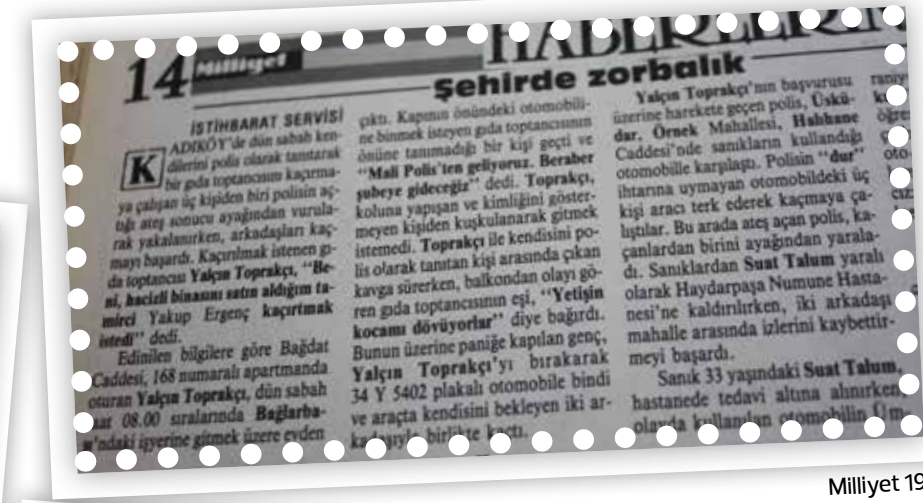 14 Milliyet
HABERLERİN
Şehirde zorbalık
İSTİHBARAT SERVİSİ
KADIKÖY'de dün sabah ken-
dilerini polis olarak tanıtarak
bir gıda toptancısını kaçırma-
ya çalışan üç kişiden biri polisin aç-
tığı ateş sonucu ayağından vurula-
rak yakalanırken, arkadaşları kaç-
mayı başardı. Kaçırılmak istenen gı-
da toptancısı Yalçın Toprakçı, "Be-
ni, hacizli binasını satın aldığım ta-
mirci Yakup Ergenç kaçırtmak
istedi" dedi.
Edinilen bilgilere göre Bağdat
Caddesi, 168 numaralı apartmanda
oturan Yalçın Toprakçı, dün sabah
08.00 sıralarında Bağlarba-
şı'ndaki işyerine gitmek üzere evden
çıktı. Kapının önündeki otomobili-
ne binmek isteyen gıda toptancısının
önüne tanımadığı bir kişi geçti ve
"Mali Polis'ten geliyoruz. Beraber
şubeye gideceğiz" dedi. Toprakçı,
koluna yapışan ve kimliğini göster-
meyen kişiden kuşkulanarak gitmek
istemedi. Toprakçı ile kendisini po-
lis olarak tanıtan kişi arasında çıkan
kavga sürerken, balkondan olayı gö-
ren gıda toptancısının eşi, "Yetişin
kocamı dövüyorlar" diye bağırdı.
Bunun üzerine paniğe kapılan genç,
Yalçın Toprakçı'yı bırakarak
34 Y 5402 plakalı otomobile bindi
ve araçta kendisini bekleyen iki ar-
kadaşıyla birlikte kaçtı.
Yalçın Toprakçı'nın başvurusu
üzerine harekete geçen polis, Üskü-
dar, Örnek Mahallesi, Halıhane
Caddesi'nde sanıkların kullandığı
otomobille karşılaştı. Polisin "dur"
ihtarına uymayan otomobildeki üç
kişi aracı terk ederek kaçmaya ça-
lıştılar. Bu arada ateş açan polis, ka-
çanlardan birini ayağından yarala-
dı. Sanıklardan Suat Talum yaralı
olarak Haydarpaşa Numune Hasta-
nesi'ne kaldırılırken, iki arkadaşı
mahalle arasında izlerini kaybettir-
meyi başardı.
Sanık 33 yaşındaki Suat Talum,
hastanede tedavi altına alınırken,
olayda kullanılan otomobilin Üm-
Milliyet 19